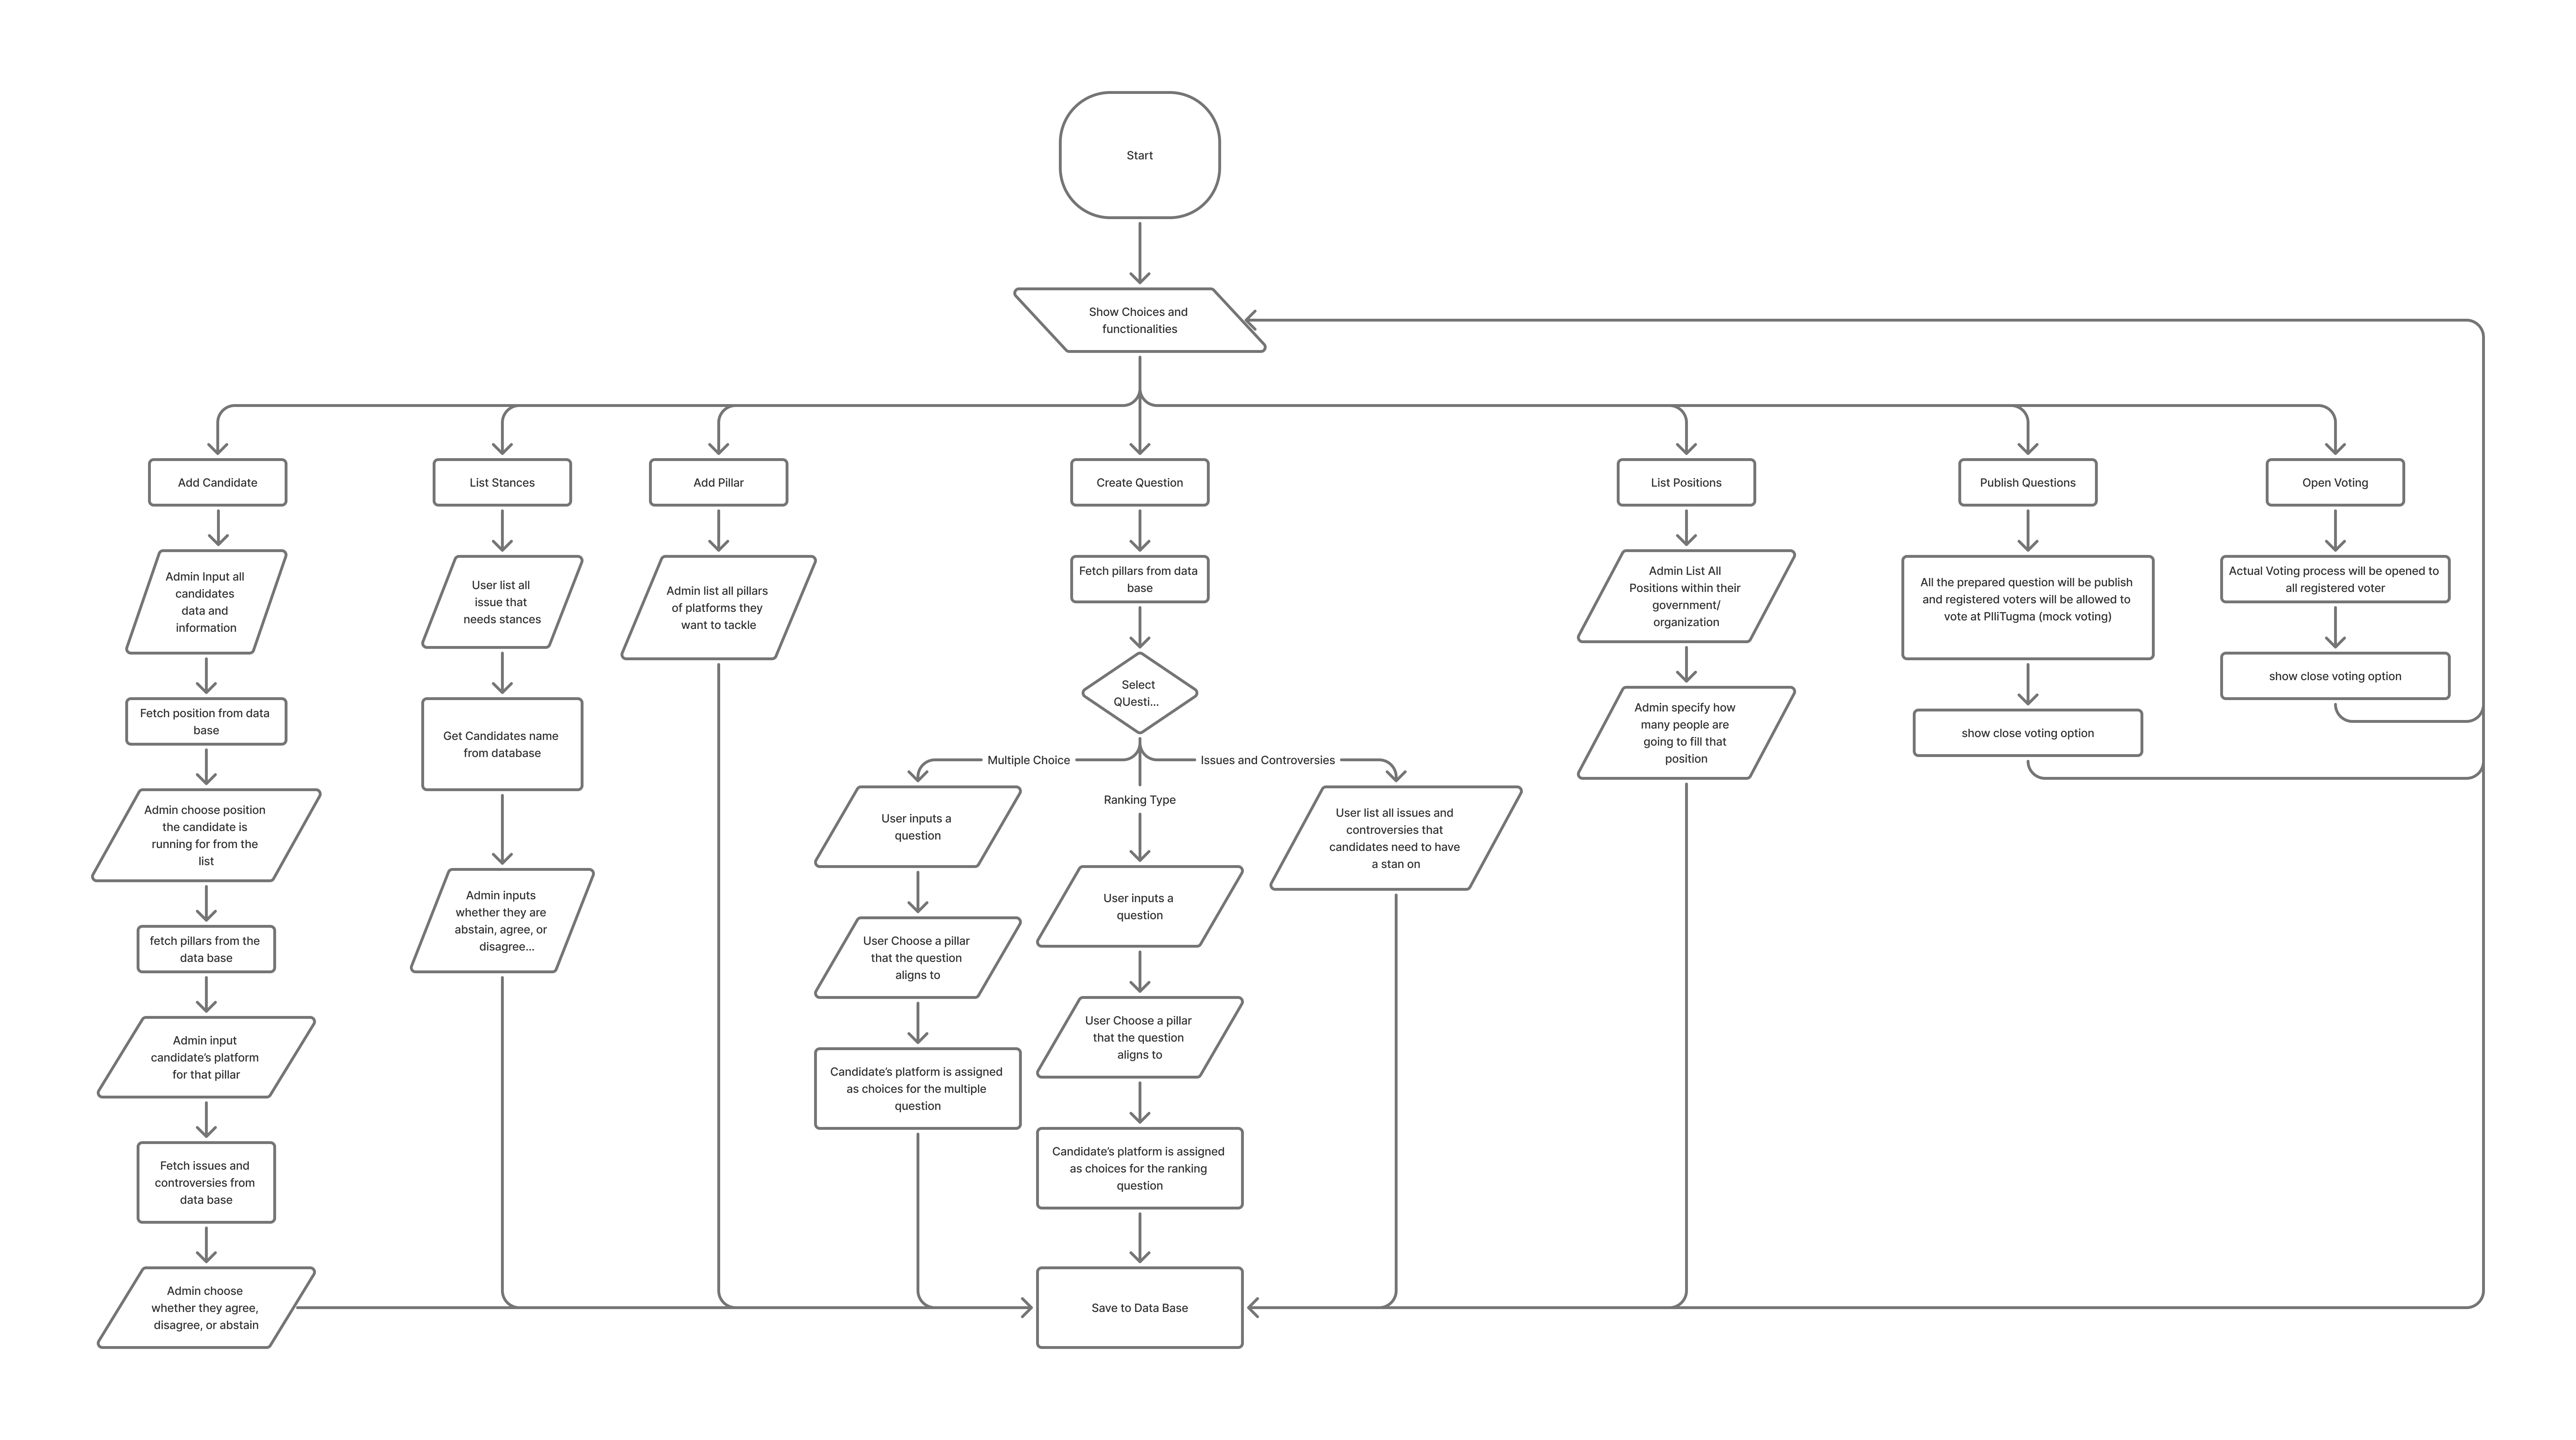 Start
Show Choices and
functionalities
Add Candidate
List Stances
Add Pillar
Create Question
List Positions
Publish Questions
Open Voting
Admin Input all
candidates
data and
information
Fetch position from data
base
Admin choose position
the candidate is
running for from the
list
fetch pillars from the
data base
Admin input
candidate's platform
for that pillar
Fetch issues and
controversies from
data base
Admin choose
whether they agree,
disagree, or abstain
User list all
issue that
needs stances
Get Candidates name
from database
Admin inputs
whether they are
abstain, agree, or
disagree...
Admin list all pillars
of platforms they
want to tackle
Fetch pillars from data
base
Select
QUesti...
Multiple Choice
Ranking Type
Issues and Controversies
User inputs a
question
User Choose a pillar
that the question
aligns to
Candidate's platform is assigned
as choices for the multiple
question
User inputs a
question
User Choose a pillar
that the question
aligns to
Candidate's platform is assigned
as choices for the ranking
question
User list all issues and
controversies that
candidates need to have
a stan on
Save to Data Base
Admin List All
Positions within their
government/
organization
Admin specify how
many people are
going to fill that
position
All the prepared question will be publish
and registered voters will be allowed to
vote at PIliTugma (mock voting)
show close voting option
Actual Voting process will be opened to
all registered voter
show close voting option